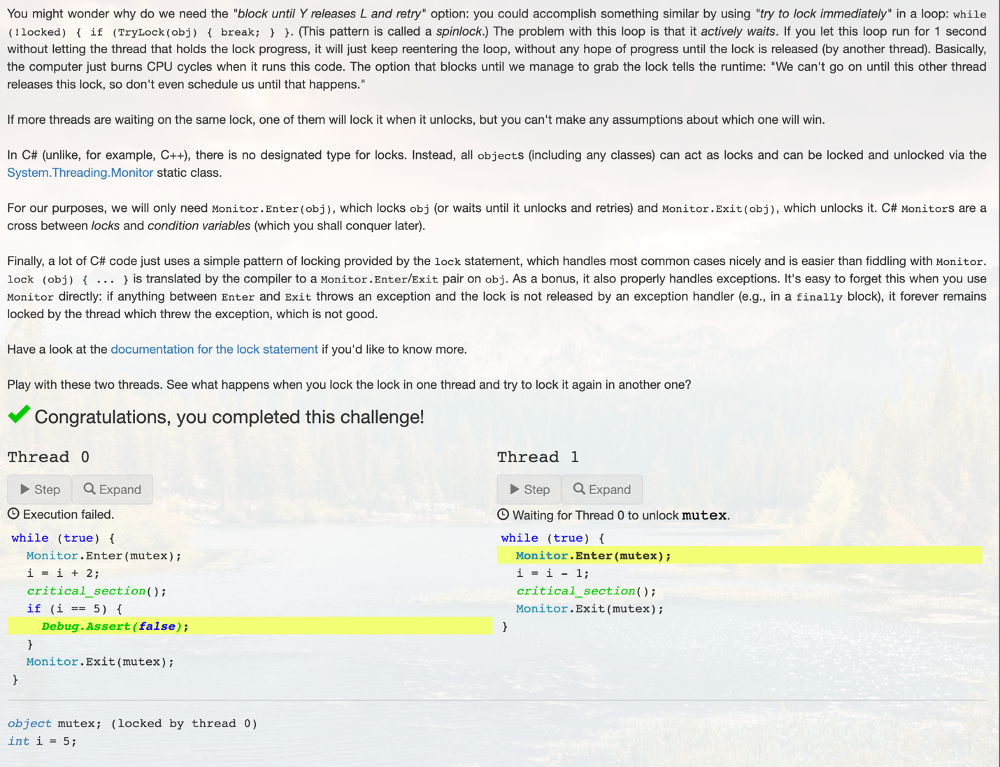 You might wonder why do we need the "block until Y releases L and retry" option: you could accomplish something similar by using "try to lock immediately" in a loop: while
(!locked) { if (TryLock(obj) { break; } }. (This pattern is called a spinlock.) The problem with this loop is that it actively waits. If you let this loop run for 1 second
without letting the thread that holds the lock progress, it will just keep reentering the loop, without any hope of progress until the lock is released (by another thread). Basically,
the computer just burns CPU cycles when it runs this code. The option that blocks until we manage to grab the lock tells the runtime: "We can't go on until this other thread
releases this lock, so don't even schedule us until that happens."
If more threads are waiting on the same lock, one of them will lock it when it unlocks, but you can't make any assumptions about which one will win.
In C# (unlike, for example, C++), there is no designated type for locks. Instead, all objects (including any classes) can act as locks and can be locked and unlocked via the
System.Threading.Monitor static class.
For our purposes, we will only need Monitor.Enter(obj), which locks obj (or waits until it unlocks and retries) and Monitor.Exit(obj), which unlocks it. C# Monitors are a
cross between locks and condition variables (which you shall conquer later).
Finally, a lot of C# code just uses a simple pattern of locking provided by the lock statement, which handles most common cases nicely and is easier than fiddling with Monitor.
lock (obj) { ... } is translated by the compiler to a Monitor.Enter/Exit pair on obj. As a bonus, it also properly handles exceptions. It's easy to forget this when you use
Monitor directly: if anything between Enter and Exit throws an exception and the lock is not released by an exception handler (e.g., in a finally block), it forever remains
locked by the thread which threw the exception, which is not good.
Have a look at the documentation for the lock statement if you'd like to know more.
Play with these two threads. See what happens when you lock the lock in one thread and try to lock it again in another one?
Congratulations, you completed this challenge!
Thread 0
Step
Expand
Execution failed.
while (true) {
Monitor.Enter(mutex);
i = i + 2;
critical_section();
if (i == 5) {
Debug.Assert(false);
}
Monitor.Exit(mutex);
}
Thread 1
Step
Expand
Waiting for Thread 0 to unlock mutex.
while (true) {
Monitor.Enter(mutex);
i = i - 1;
critical_section();
Monitor.Exit(mutex);
}
object mutex; (locked by thread 0)
int i = 5;